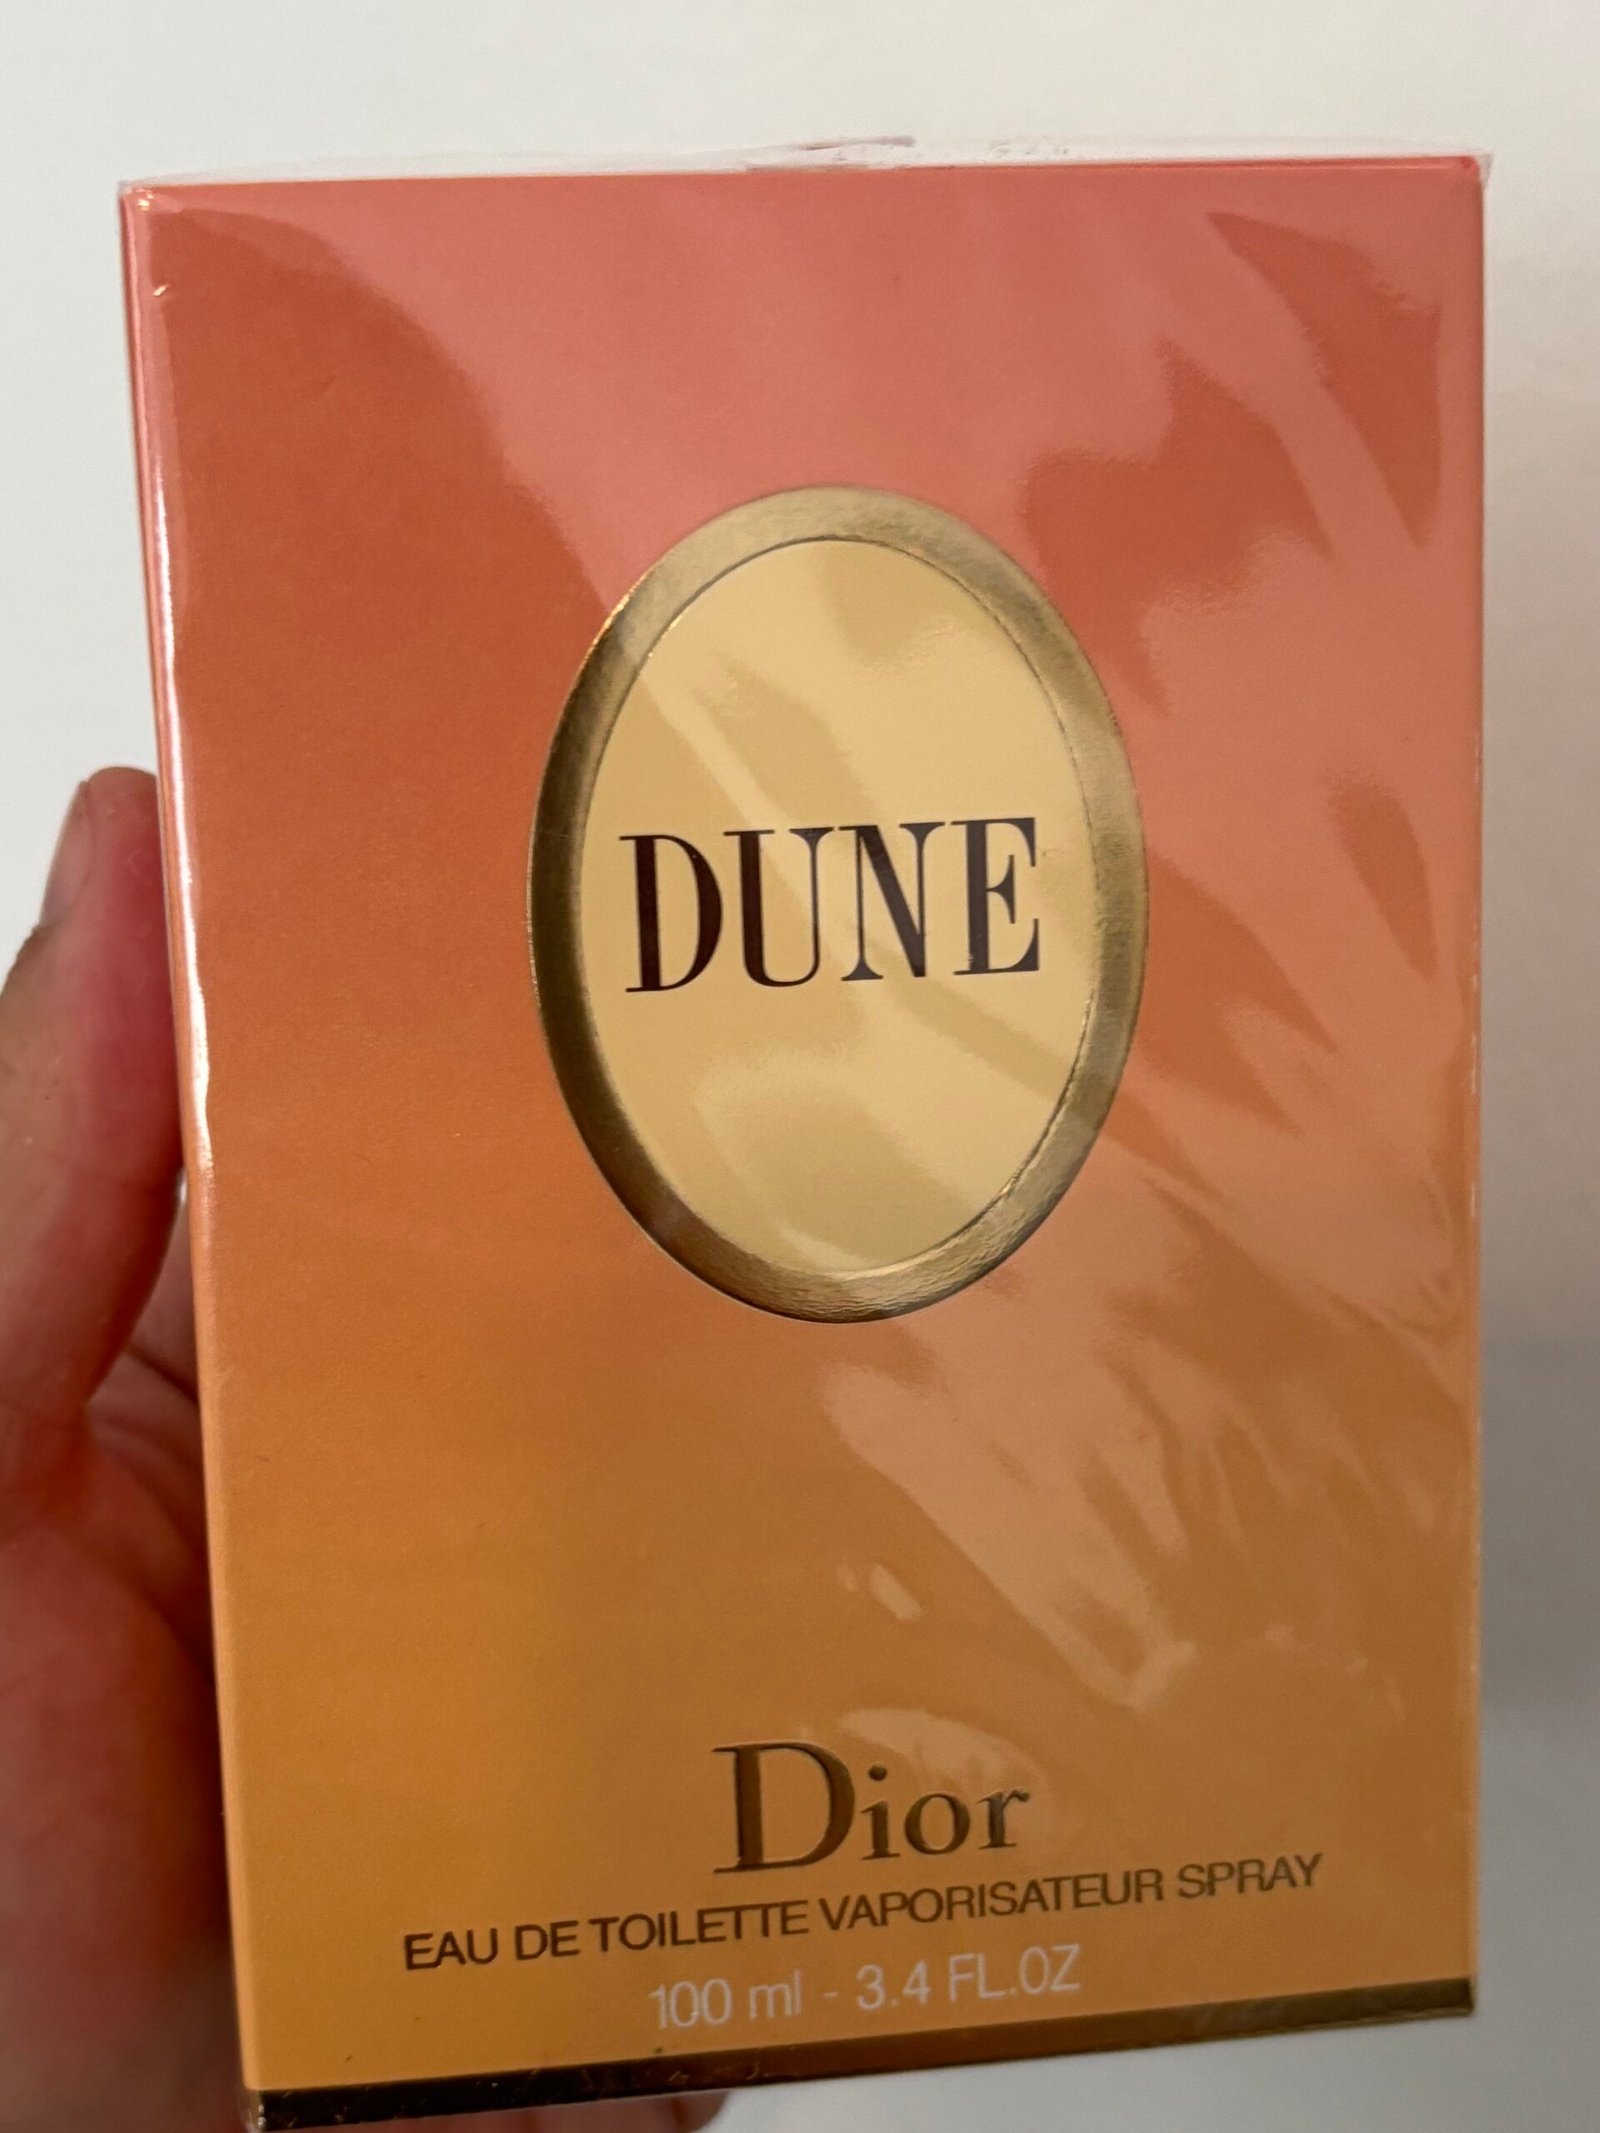 DUNE
Dior
EAU DE TOILETTE VAPORISATEUR SPRAY
100 ml - 3.4 FL.OZ